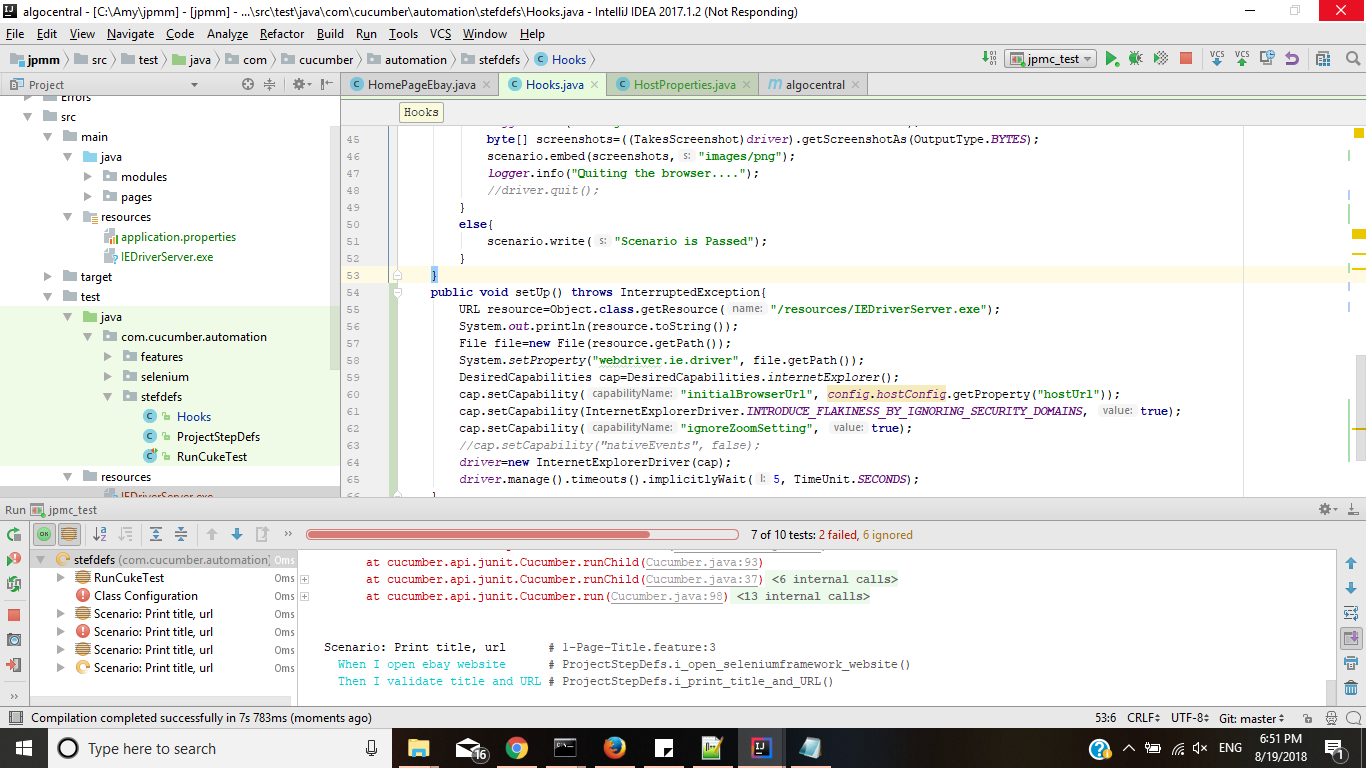 algocentral - [C:\Amy\jpmm] - [jpmm] - ...\src\test\java\com\cucumber\automation\stefdefs\Hooks.java - IntelliJ IDEA 2017.1.2 (Not Responding)
File Edit View Navigate Code Analyze Refactor Build Run Tools VCS Window Help
jpmm src test java com cucumber automation stefdefs Hooks jpmc_test VCS VCS
Project HomePageEbay.java Hooks.java HostProperties.java algocentral
Hooks
Errors
src
main
java
modules
pages
resources
application.properties
IEDriverServer.exe
target
test
java
com.cucumber.automation
features
selenium
stefdefs
Hooks
ProjectStepDefs
RunCukeTest
resources
IEDriverServer.exe
45 byte[] screenshots=((TakesScreenshot)driver).getScreenshotAs(OutputType.BYTES);
46 scenario.embed(screenshots, s: "images/png");
47 logger.info("Quiting the browser....");
48 //driver.quit();
49 }
50 else{
51 scenario.write( s: "Scenario is Passed");
52 }
53 }
54 public void setUp() throws InterruptedException{
55 URL resource=Object.class.getResource( name: "/resources/IEDriverServer.exe");
56 System.out.println(resource.toString());
57 File file=new File(resource.getPath());
58 System.setProperty("webdriver.ie.driver", file.getPath());
59 DesiredCapabilities cap=DesiredCapabilities.internetExplorer();
60 cap.setCapability( capabilityName: "initialBrowserUrl", config.hostConfig.getProperty("hostUrl"));
61 cap.setCapability(InternetExplorerDriver.INTRODUCE_FLAKINESS_BY_IGNORING_SECURITY_DOMAINS, value: true);
62 cap.setCapability( capabilityName: "ignoreZoomSetting", value: true);
63 //cap.setCapability("nativeEvents", false);
64 driver=new InternetExplorerDriver(cap);
65 driver.manage().timeouts().implicitlyWait( l: 5, TimeUnit.SECONDS);
66 }
Run jpmc_test
OK 7 of 10 tests: 2 failed, 6 ignored
stefdefs (com.cucumber.automation) 0ms
RunCukeTest 0ms
Class Configuration 0ms
Scenario: Print title, url 0ms
Scenario: Print title, url 0ms
Scenario: Print title, url 0ms
Scenario: Print title, url 0ms
at cucumber.api.junit.Cucumber.runChild(Cucumber.java:93)
at cucumber.api.junit.Cucumber.runChild(Cucumber.java:37) <6 internal calls>
at cucumber.api.junit.Cucumber.run(Cucumber.java:98) <13 internal calls>
Scenario: Print title, url # 1-Page-Title.feature:3
When I open ebay website # ProjectStepDefs.i_open_seleniumframework_website()
Then I validate title and URL # ProjectStepDefs.i_print_title_and_URL()
Compilation completed successfully in 7s 783ms (moments ago) 53:6 CRLF UTF-8 Git: master
Type here to search 16 ENG 6:51 PM
8/19/2018 1